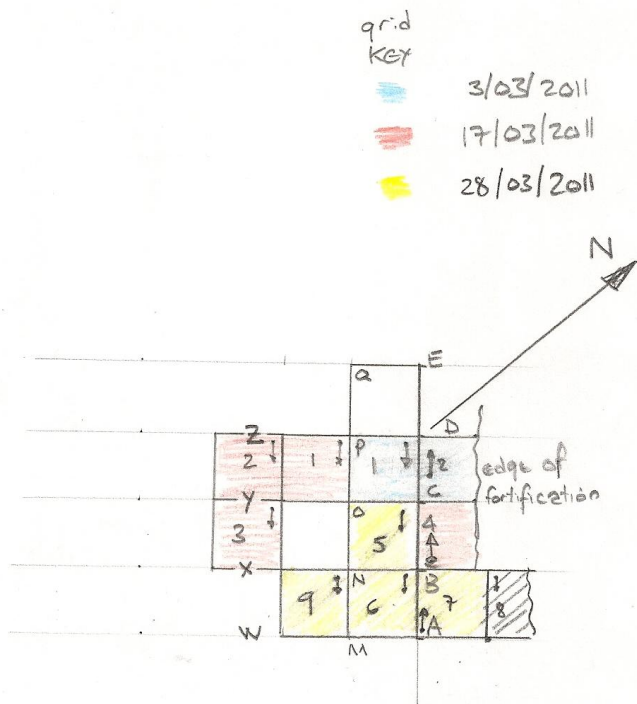 grid
KEY
3/03/2011
17/03/2011
28/03/2011
N
E
Q
D
Z
2 1 P 1 2
C
edge of
fortification
Y
O
3 5 4
X
N B
9 6 7 8
A
W
M